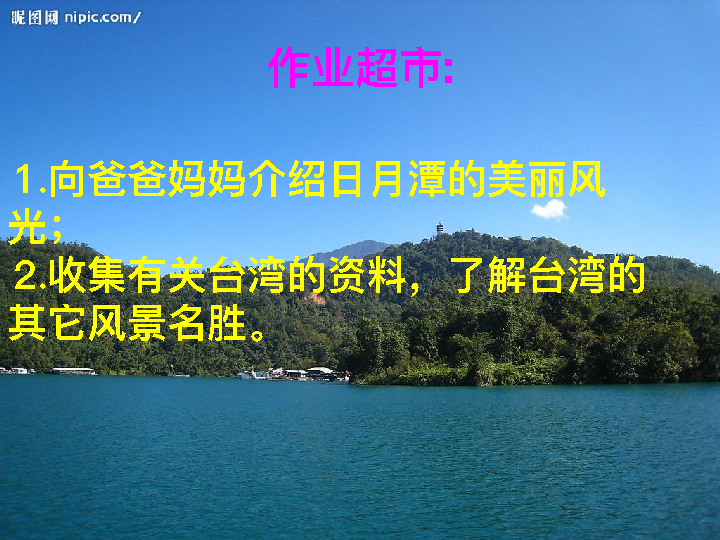 昵图网 nipic.com/
作业超市:
1.向爸爸妈妈介绍日月潭的美丽风
光；
2.收集有关台湾的资料，了解台湾的
其它风景名胜。